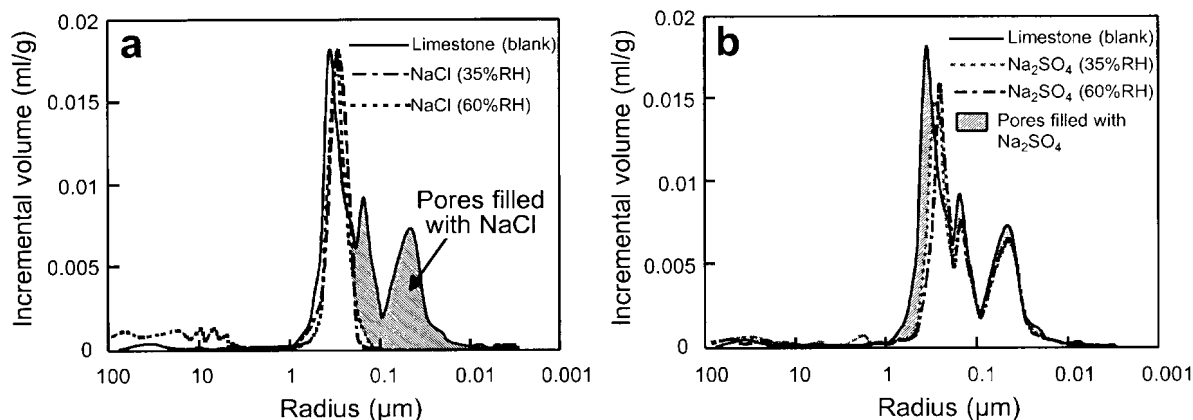 a
Incremental volume (ml/g)
0.02
0.015
0.01
0.005
0
Limestone (blank)
NaCl (35%RH)
NaCl (60%RH)
Pores filled
with NaCl
100 10 1 0.1 0.01 0.001
Radius (µm)
b
Incremental volume (ml/g)
0.02
0.015
0.01
0.005
0
Limestone (blank)
Na₂SO₄ (35%RH)
Na₂SO₄ (60%RH)
Pores filled with
Na₂SO₄
100 10 1 0.1 0.01 0.001
Radius (µm)